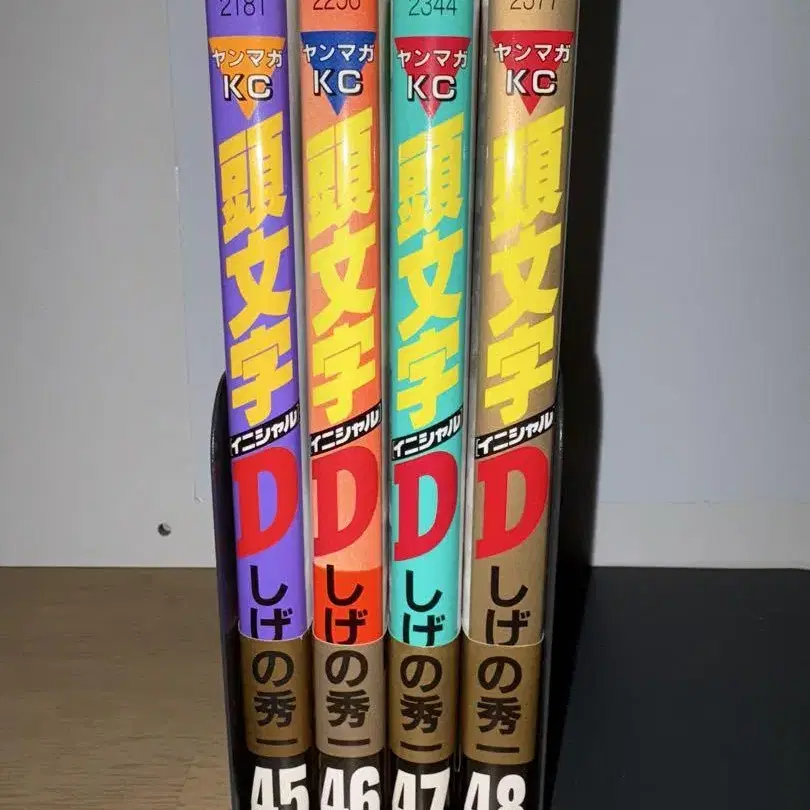 2181
ヤンマガ
KC
頭文字
イニシャル
D
しげの秀一
45
ヤンマガ
KC
頭文字
イニシャル
D
しげの秀一
46
2344
ヤンマガ
KC
頭文字
イニシャル
D
しげの秀一
47
ヤンマガ
KC
頭文字
イニシャル
D
しげの秀一
48